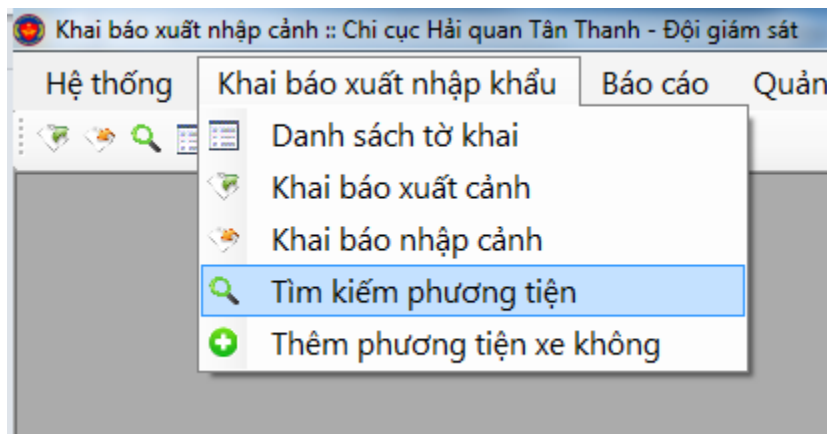 Khai báo xuất nhập cảnh :: Chi cục Hải quan Tân Thanh - Đội giám sát
Hệ thống Khai báo xuất nhập khẩu Báo cáo Quản
Danh sách tờ khai
Khai báo xuất cảnh
Khai báo nhập cảnh
Tìm kiếm phương tiện
Thêm phương tiện xe không